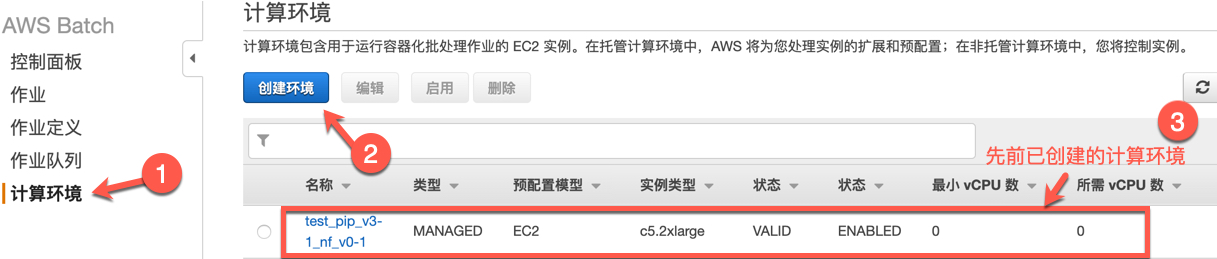 AWS Batch
控制面板
作业
作业定义
作业队列
计算环境
1
计算环境
计算环境包含用于运行容器化批处理作业的 EC2 实例。在托管计算环境中，AWS 将为您处理实例的扩展和预配置；在非托管计算环境中，您将控制实例。
创建环境 编辑 启用 删除
2
3
先前已创建的计算环境
名称 类型 预配置模型 实例类型 状态 状态 最小 vCPU 数 所需 vCPU 数
test_pip_v3-
1_nf_v0-1 MANAGED EC2 c5.2xlarge VALID ENABLED 0 0